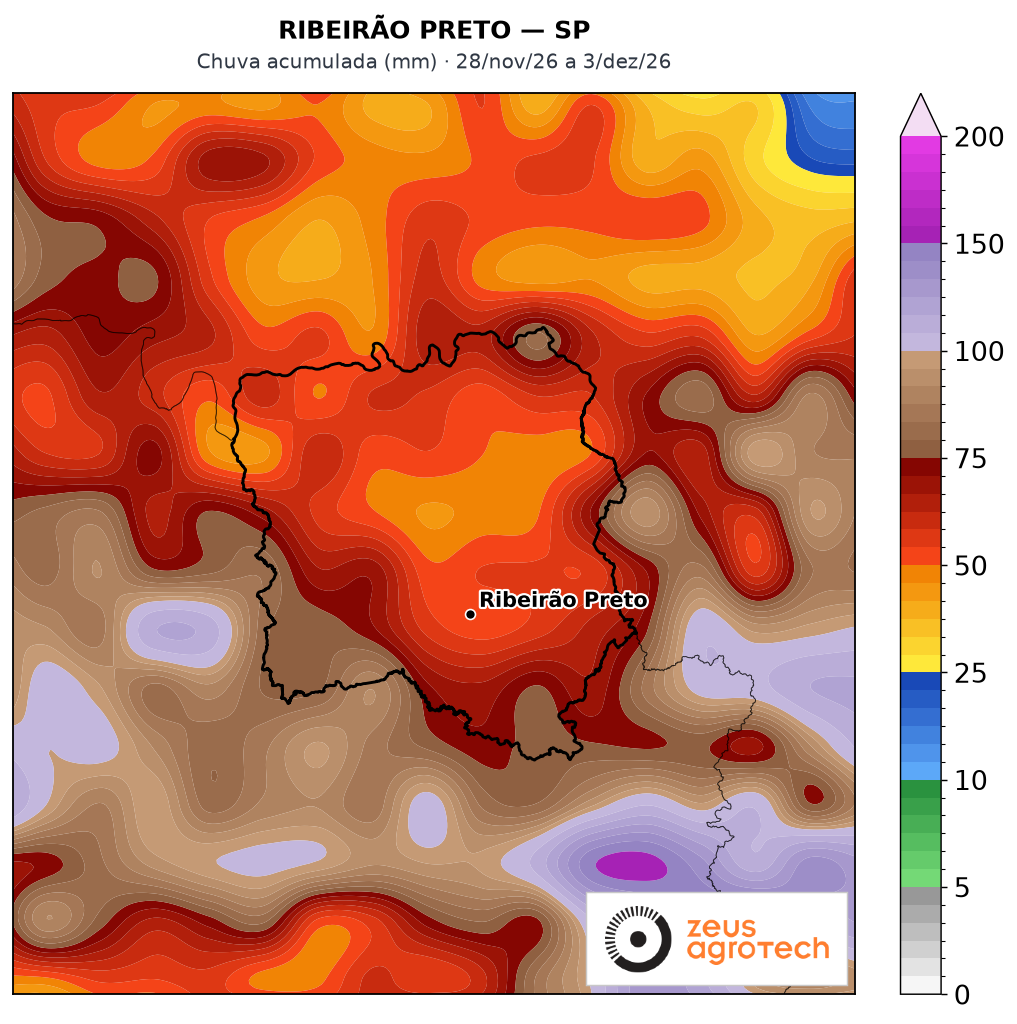 RIBEIRÃO PRETO — SP
Chuva acumulada (mm) · 28/nov/26 a 3/dez/26
200
150
100
75
50
25
10
5
0
Ribeirão Preto
zeus
agrotech